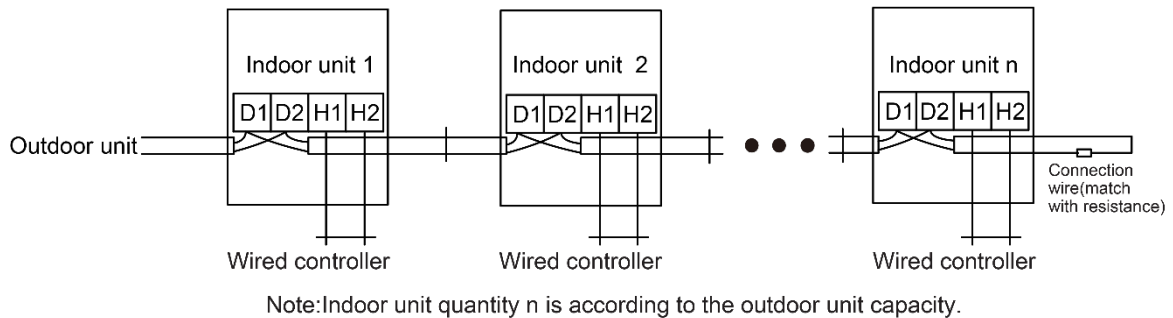 Indoor unit 1
Indoor unit 2
Indoor unit n
D1 D2 H1 H2
D1 D2 H1 H2
D1 D2 H1 H2
Outdoor unit
Connection
wire(match
with resistance)
Wired controller
Wired controller
Wired controller
Note:Indoor unit quantity n is according to the outdoor unit capacity.